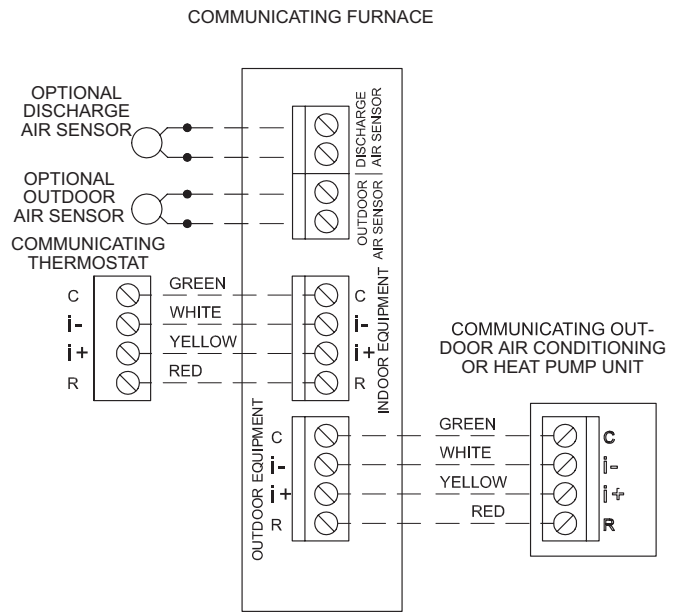 COMMUNICATING FURNACE
OPTIONAL
DISCHARGE
AIR SENSOR
DISCHARGE
AIR SENSOR
OPTIONAL
OUTDOOR
AIR SENSOR
OUTDOOR
AIR SENSOR
COMMUNICATING
THERMOSTAT
C
i-
i+
R
GREEN
WHITE
YELLOW
RED
C
i-
i+
R
INDOOR EQUIPMENT
OUTDOOR EQUIPMENT
C
i-
i+
R
GREEN
WHITE
YELLOW
RED
COMMUNICATING OUT-
DOOR AIR CONDITIONING
OR HEAT PUMP UNIT
C
i-
i+
R